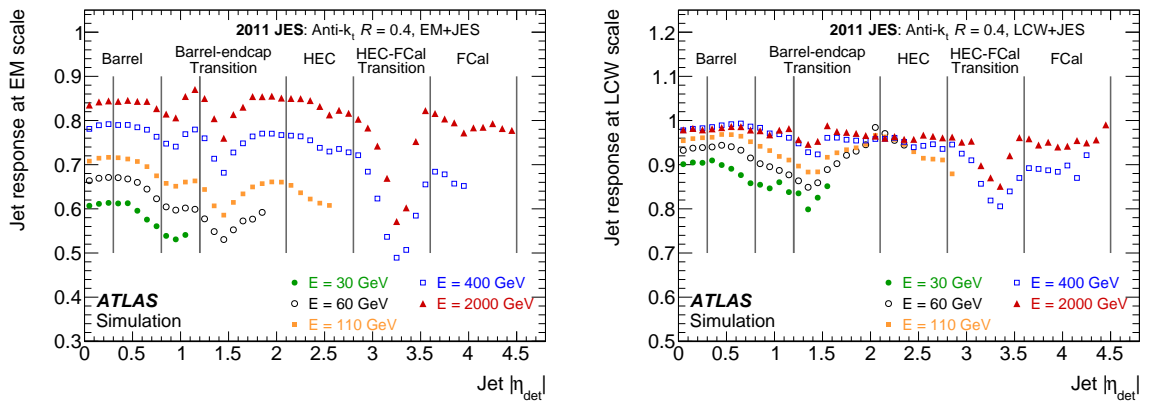 Jet response at EM scale
2011 JES: Anti-kt R = 0.4, EM+JES
Barrel
Barrel-endcap
Transition
HEC
HEC-FCal
Transition
FCal
1
0.9
0.8
0.7
0.6
0.5
0.4
0.3
E = 30 GeV
E = 60 GeV
E = 110 GeV
E = 400 GeV
E = 2000 GeV
ATLAS
Simulation
0 0.5 1 1.5 2 2.5 3 3.5 4 4.5
Jet |ηdet|
Jet response at LCW scale
2011 JES: Anti-kt R = 0.4, LCW+JES
Barrel
Barrel-endcap
Transition
HEC
HEC-FCal
Transition
FCal
1.2
1.1
1
0.9
0.8
0.7
0.6
0.5
E = 30 GeV
E = 60 GeV
E = 110 GeV
E = 400 GeV
E = 2000 GeV
ATLAS
Simulation
0 0.5 1 1.5 2 2.5 3 3.5 4 4.5
Jet |ηdet|